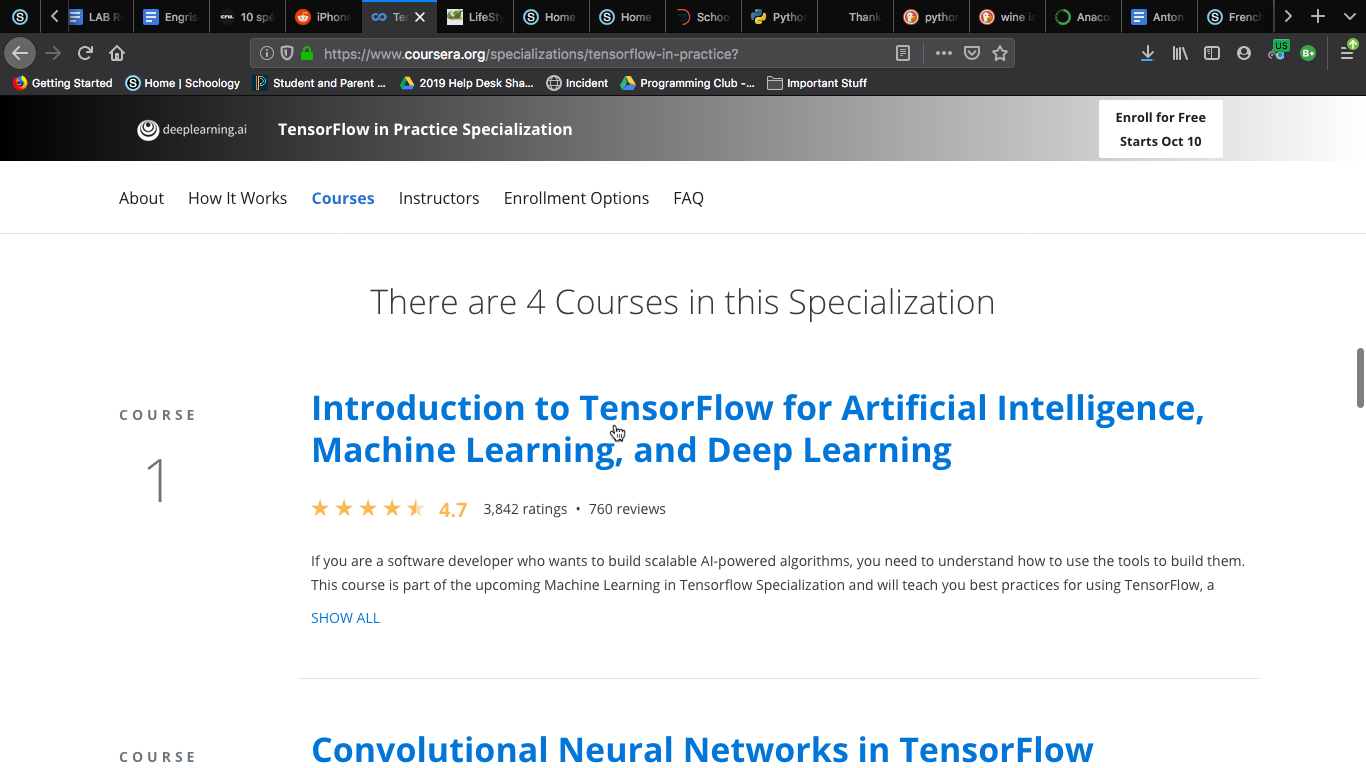 LAB R
Engris
cnu.
10 spé
iPhone
Te
LifeSt
Home
Home
Schoo
Pythor
Thank
pythor
wine is
Anaco
Anton
French
https://www.coursera.org/specializations/tensorflow-in-practice?
US
B+
Getting Started
Home | Schoology
Student and Parent ...
2019 Help Desk Sha...
Incident
Programming Club -...
Important Stuff
deeplearning.ai
TensorFlow in Practice Specialization
Enroll for Free
Starts Oct 10
About
How It Works
Courses
Instructors
Enrollment Options
FAQ
There are 4 Courses in this Specialization
COURSE
1
Introduction to TensorFlow for Artificial Intelligence,
Machine Learning, and Deep Learning
4.7
3,842 ratings • 760 reviews
If you are a software developer who wants to build scalable AI-powered algorithms, you need to understand how to use the tools to build them.
This course is part of the upcoming Machine Learning in Tensorflow Specialization and will teach you best practices for using TensorFlow, a
SHOW ALL
COURSE
Convolutional Neural Networks in TensorFlow